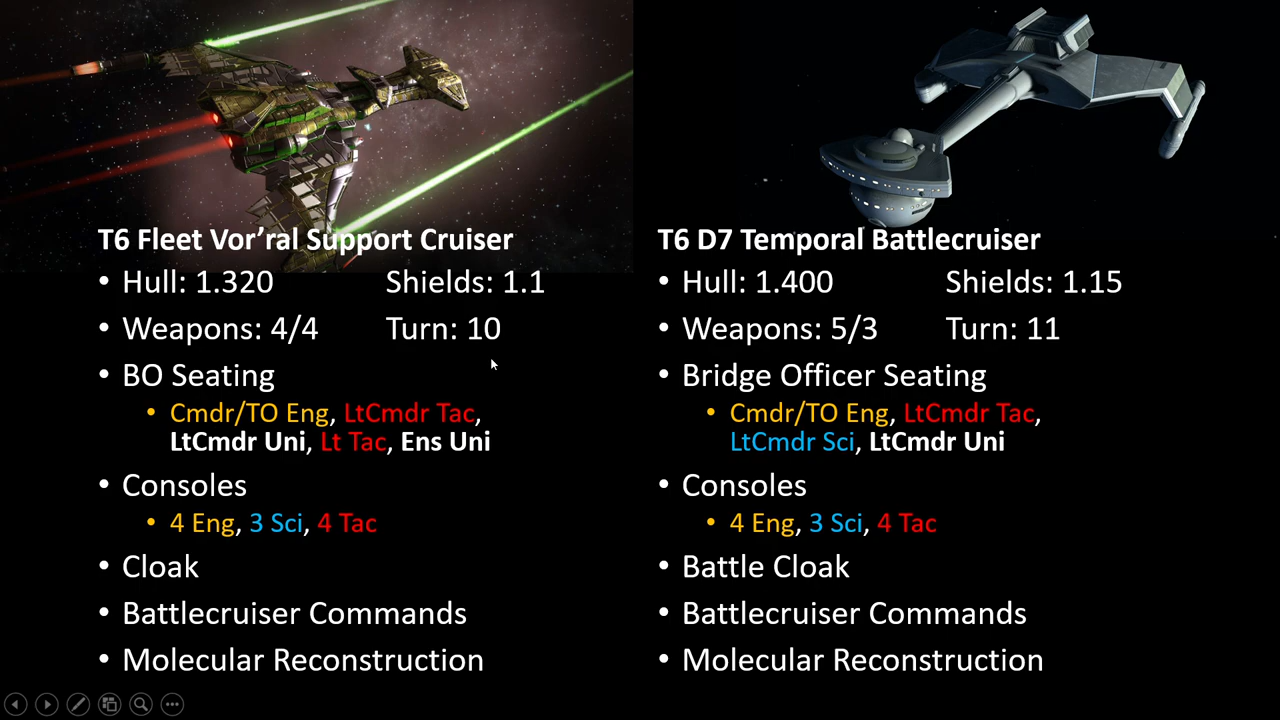 T6 Fleet Vor’ral Support Cruiser
• Hull: 1.320 Shields: 1.1
• Weapons: 4/4 Turn: 10
• BO Seating
• Cmdr/TO Eng, LtCmdr Tac,
LtCmdr Uni, Lt Tac, Ens Uni
• Consoles
• 4 Eng, 3 Sci, 4 Tac
• Cloak
• Battlecruiser Commands
• Molecular Reconstruction
T6 D7 Temporal Battlecruiser
• Hull: 1.400 Shields: 1.15
• Weapons: 5/3 Turn: 11
• Bridge Officer Seating
• Cmdr/TO Eng, LtCmdr Tac,
LtCmdr Sci, LtCmdr Uni
• Consoles
• 4 Eng, 3 Sci, 4 Tac
• Battle Cloak
• Battlecruiser Commands
• Molecular Reconstruction